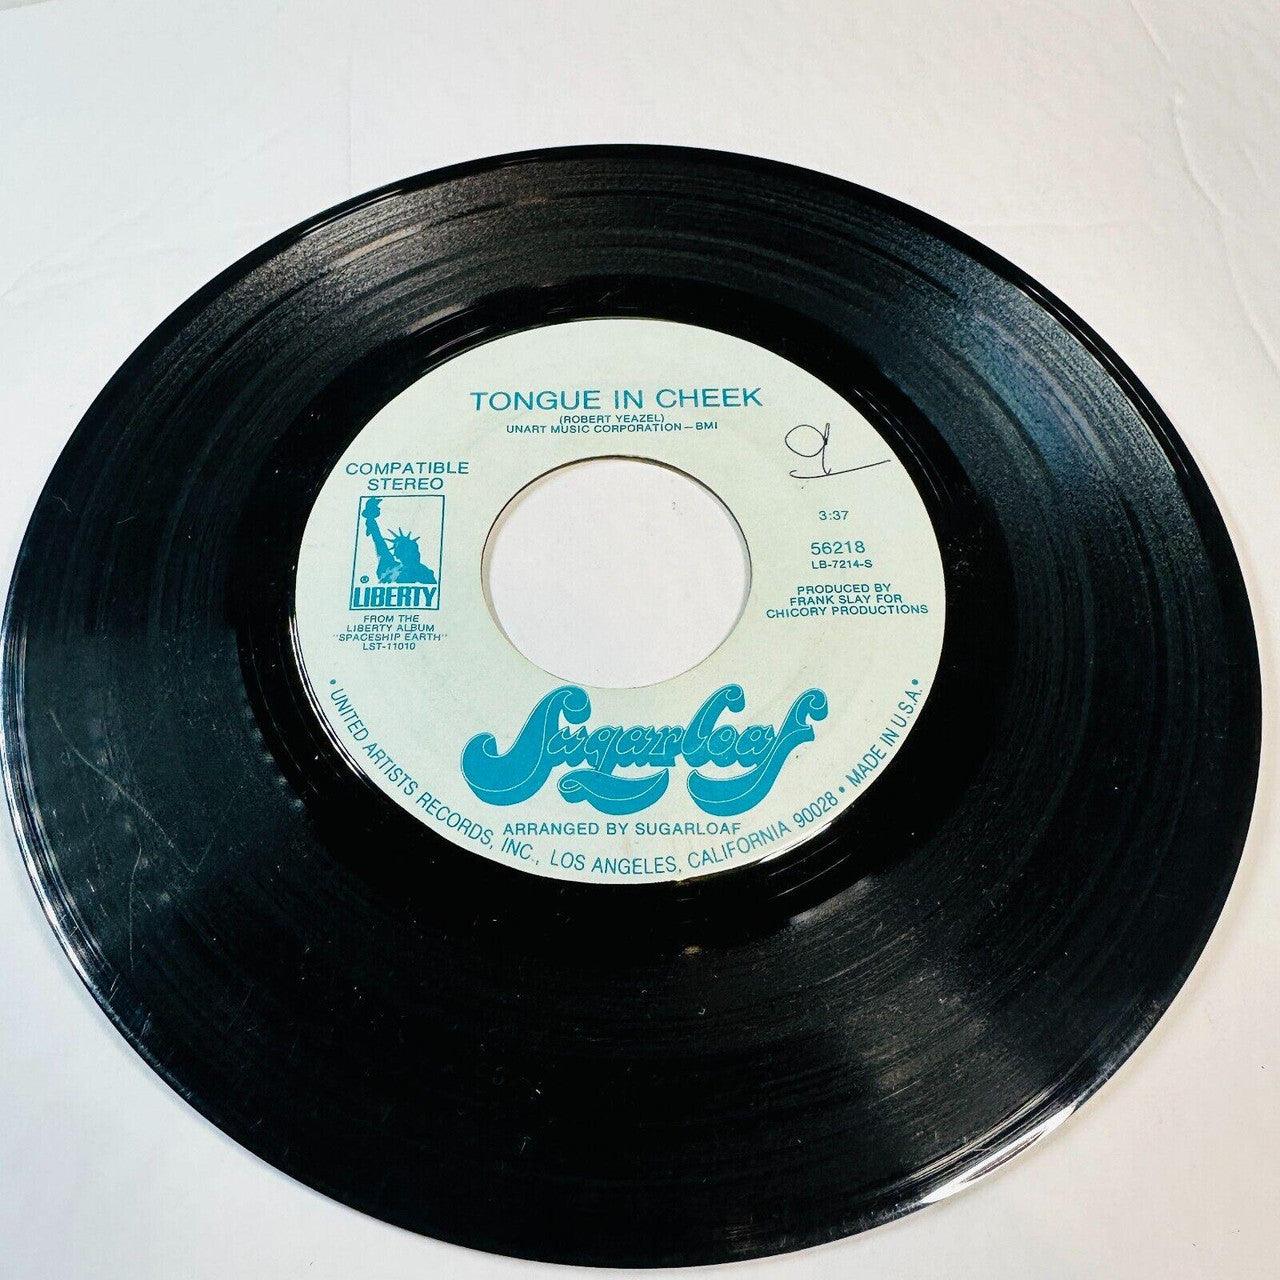 TONGUE IN CHEEK
(ROBERT YEAZEL)
UNART MUSIC CORPORATION—BMI
COMPATIBLE
STEREO
®
LIBERTY
FROM THE
LIBERTY ALBUM
"SPACESHIP EARTH"
LST-11010
3:37
56218
LB-7214-S
PRODUCED BY
FRANK SLAY FOR
CHICORY PRODUCTIONS
Sugarloaf
ARRANGED BY SUGARLOAF
• UNITED ARTISTS RECORDS, INC., LOS ANGELES, CALIFORNIA 90028 • MADE IN U.S.A. •